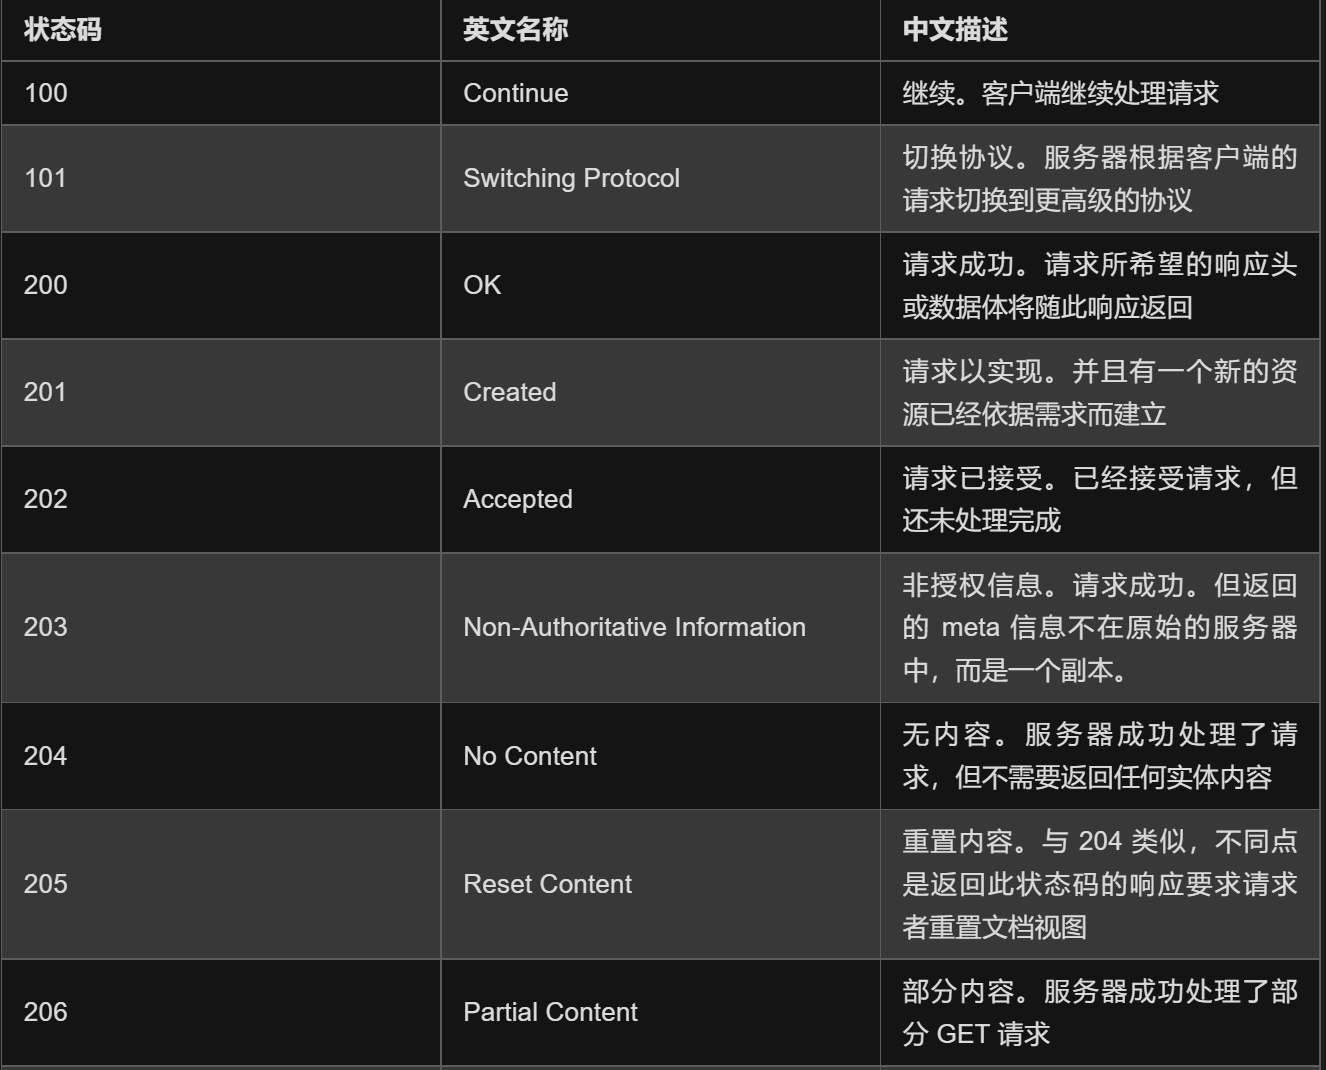 状态码 英文名称 中文描述
100 Continue 继续。客户端继续处理请求
101 Switching Protocol 切换协议。服务器根据客户端的
请求切换到更高级的协议
200 OK 请求成功。请求所希望的响应头
或数据体将随此响应返回
201 Created 请求以实现。并且有一个新的资
源已经依据需求而建立
202 Accepted 请求已接受。已经接受请求，但
还未处理完成
203 Non-Authoritative Information 非授权信息。请求成功。但返回
的 meta 信息不在原始的服务器
中，而是一个副本。
204 No Content 无内容。服务器成功处理了请
求，但不需要返回任何实体内容
205 Reset Content 重置内容。与 204 类似，不同点
是返回此状态码的响应要求请求
者重置文档视图
206 Partial Content 部分内容。服务器成功处理了部
分 GET 请求